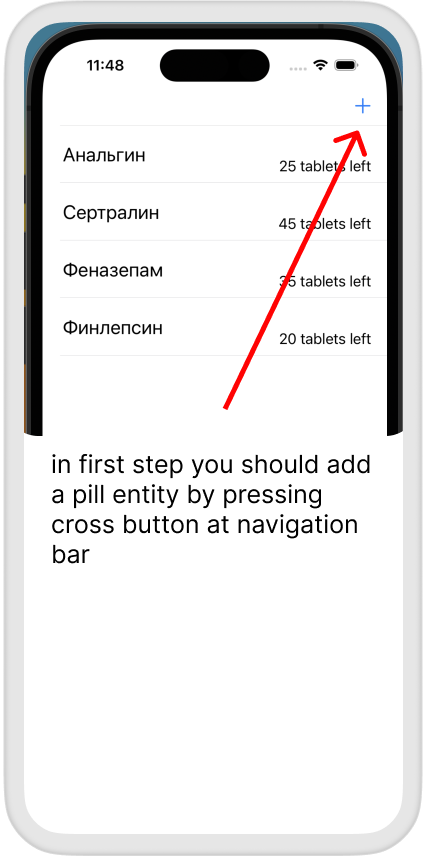 11:48
+
Анальгин
25 tablets left
Сертралин
45 tablets left
Феназепам
35 tablets left
Финлепсин
20 tablets left
in first step you should add
a pill entity by pressing
cross button at navigation
bar